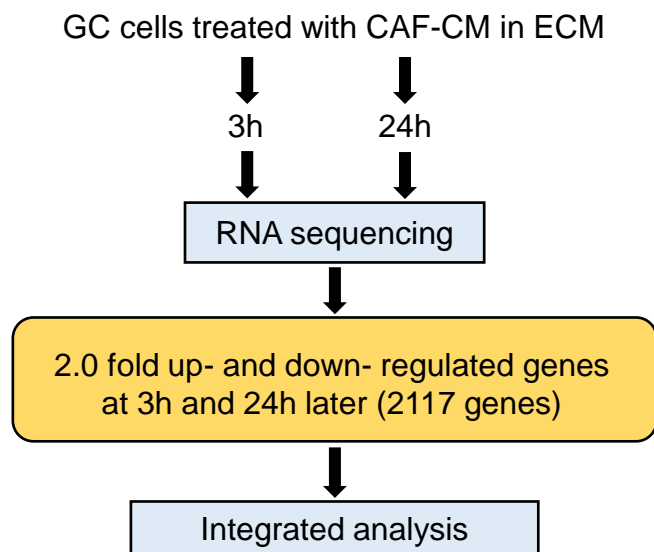 GC cells treated with CAF-CM in ECM
3h 24h
RNA sequencing
2.0 fold up- and down- regulated genes
at 3h and 24h later (2117 genes)
Integrated analysis